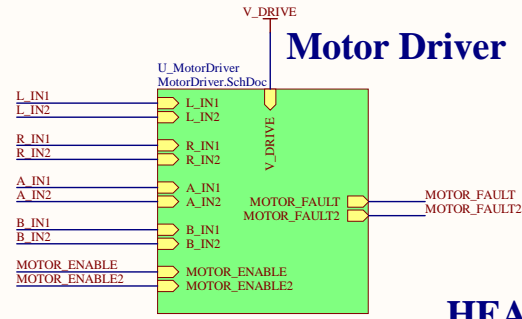 V_DRIVE
Motor Driver
U_MotorDriver
MotorDriver.SchDoc
L_IN1
L_IN2
L_IN1
L_IN2
V_DRIVE
R_IN1
R_IN2
R_IN1
R_IN2
A_IN1
A_IN2
A_IN1
A_IN2
MOTOR_FAULT
MOTOR_FAULT2
MOTOR_FAULT
MOTOR_FAULT2
B_IN1
B_IN2
B_IN1
B_IN2
MOTOR_ENABLE
MOTOR_ENABLE2
MOTOR_ENABLE
MOTOR_ENABLE2